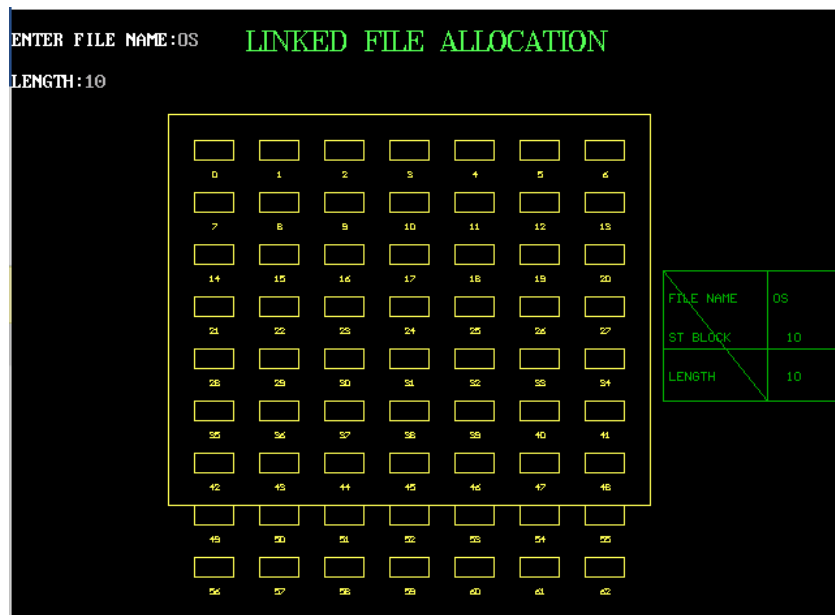 ENTER FILE NAME:OS
LINKED FILE ALLOCATION
LENGTH:10
0 1 2 3 4 5 6
7 8 9 10 11 12 13
14 15 16 17 18 19 20
21 22 23 24 25 26 27
28 29 30 31 32 33 34
35 36 37 38 39 40 41
42 43 44 45 46 47 48
49 50 51 52 53 54 55
56 57 58 59 60 61 62
FILE NAME OS
ST BLOCK 10
LENGTH 10